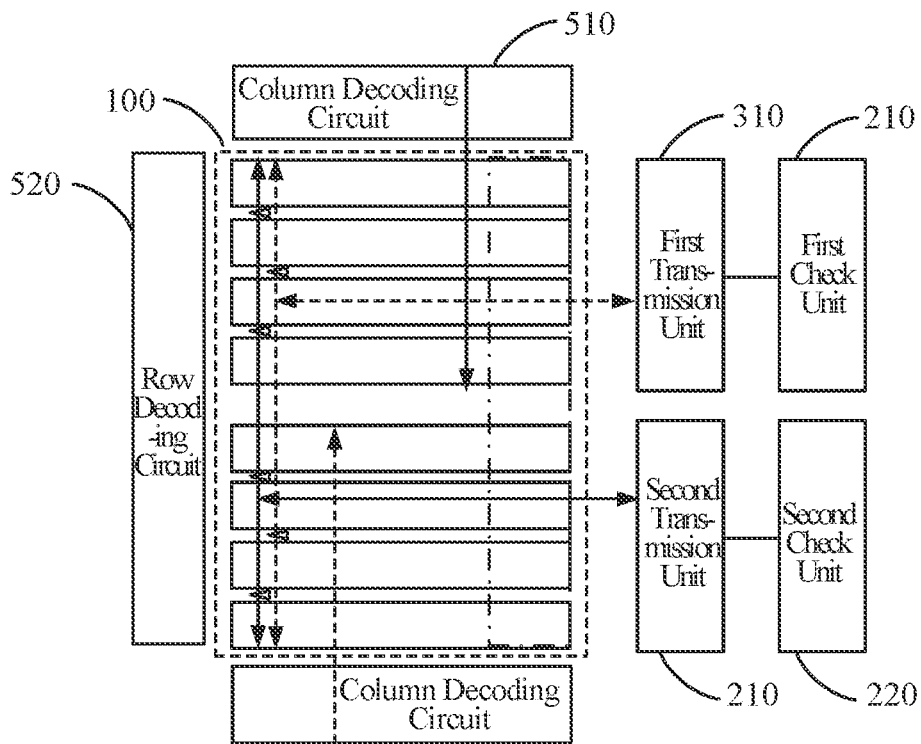 510
Column Decoding
Circuit
100
310
210
520
First
Trans-
mission
Unit
First
Check
Unit
Row
Decod
-ing
Circuit
Second
Trans-
mission
Unit
Second
Check
Unit
Column Decoding
Circuit
210
220